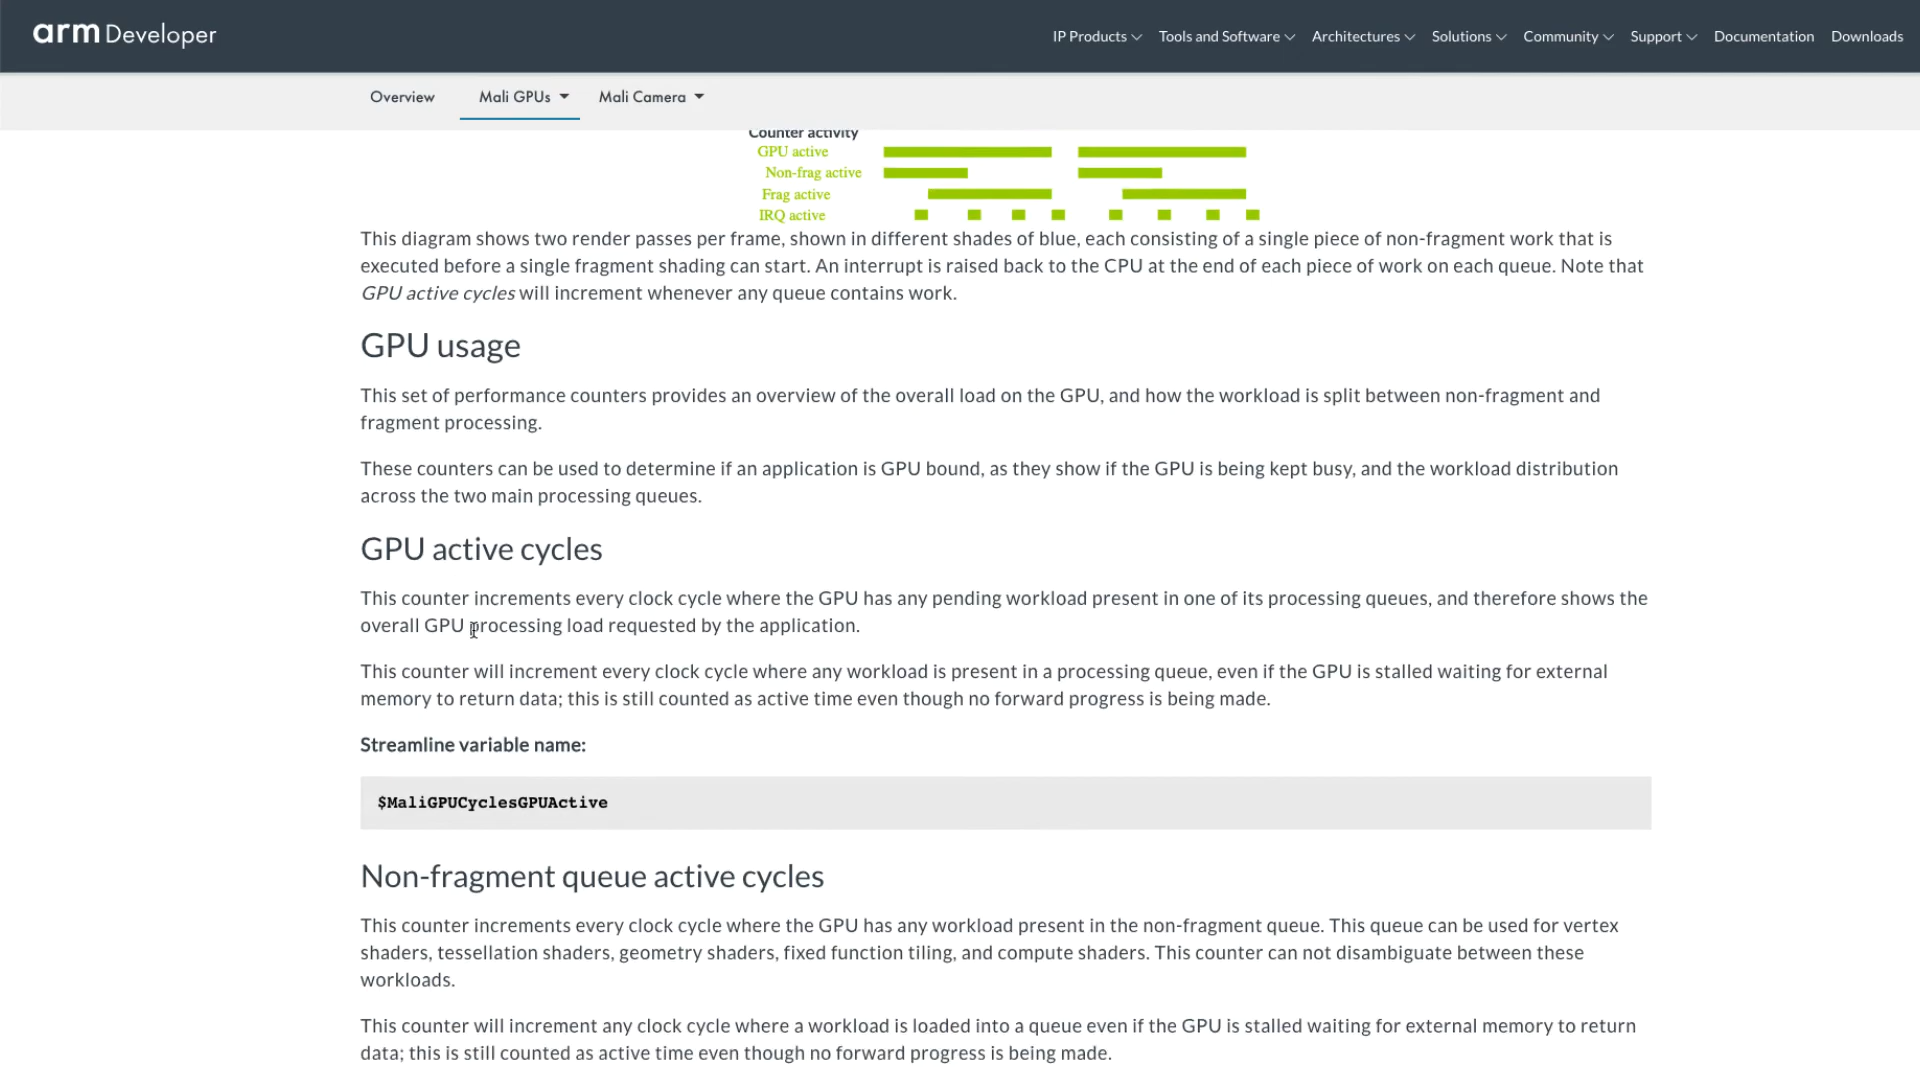 arm Developer
IP Products Tools and Software Architectures Solutions Community Support Documentation Downloads
Overview Mali GPUs Mali Camera
Counter activity
GPU active
Non-frag active
Frag active
IRQ active
This diagram shows two render passes per frame, shown in different shades of blue, each consisting of a single piece of non-fragment work that is
executed before a single fragment shading can start. An interrupt is raised back to the CPU at the end of each piece of work on each queue. Note that
GPU active cycles will increment whenever any queue contains work.
GPU usage
This set of performance counters provides an overview of the overall load on the GPU, and how the workload is split between non-fragment and
fragment processing.
These counters can be used to determine if an application is GPU bound, as they show if the GPU is being kept busy, and the workload distribution
across the two main processing queues.
GPU active cycles
This counter increments every clock cycle where the GPU has any pending workload present in one of its processing queues, and therefore shows the
overall GPU processing load requested by the application.
This counter will increment every clock cycle where any workload is present in a processing queue, even if the GPU is stalled waiting for external
memory to return data; this is still counted as active time even though no forward progress is being made.
Streamline variable name:
$MaliGPUCyclesGPUActive
Non-fragment queue active cycles
This counter increments every clock cycle where the GPU has any workload present in the non-fragment queue. This queue can be used for vertex
shaders, tessellation shaders, geometry shaders, fixed function tiling, and compute shaders. This counter can not disambiguate between these
workloads.
This counter will increment any clock cycle where a workload is loaded into a queue even if the GPU is stalled waiting for external memory to return
data; this is still counted as active time even though no forward progress is being made.